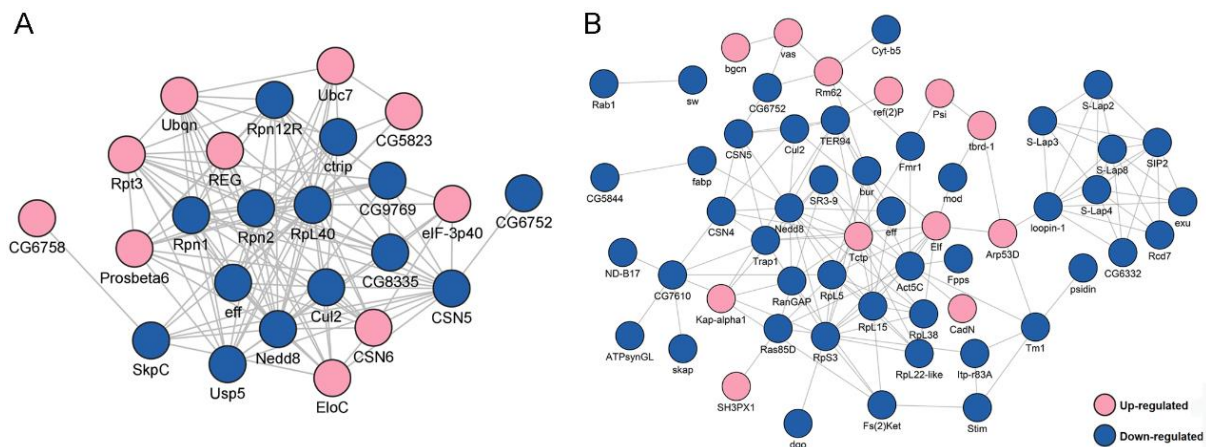 A
B
Ubc7
Ubqn
Rpn12R
CG5823
ctrip
Rpt3
REG
CG9769
CG6752
eIF-3p40
RpL40
Rpn2
Rpn1
CG6758
Prosbeta6
CG8335
eff
Cul2
CSN5
Nedd8
CSN6
SkpC
Usp5
EloC
vas
bgcn
Cyt-b5
Rm62
Rab1
sw
CG6752
ref(2)P
Psi
S-Lap2
TER94
tbrd-1
CSN5
Cul2
S-Lap3
SIP2
S-Lap8
Fmr1
fabp
bur
CG5844
SR3-9
mod
S-Lap4
CSN4
Nedd8
eff
loopin-1
exu
Elf
Trap1
Tctp
Arp53D
Rcd7
CG6332
ND-B17
CG7610
RanGAP
RpL5
Act5C
Fpps
psidin
Kap-alpha1
RpL15
CadN
RpL38
Tm1
Ras85D
RpS3
ATPsynGL
skap
RpL22-like
Itp-r83A
SH3PX1
Fs(2)Ket
Stim
dgo
Up-regulated
Down-regulated